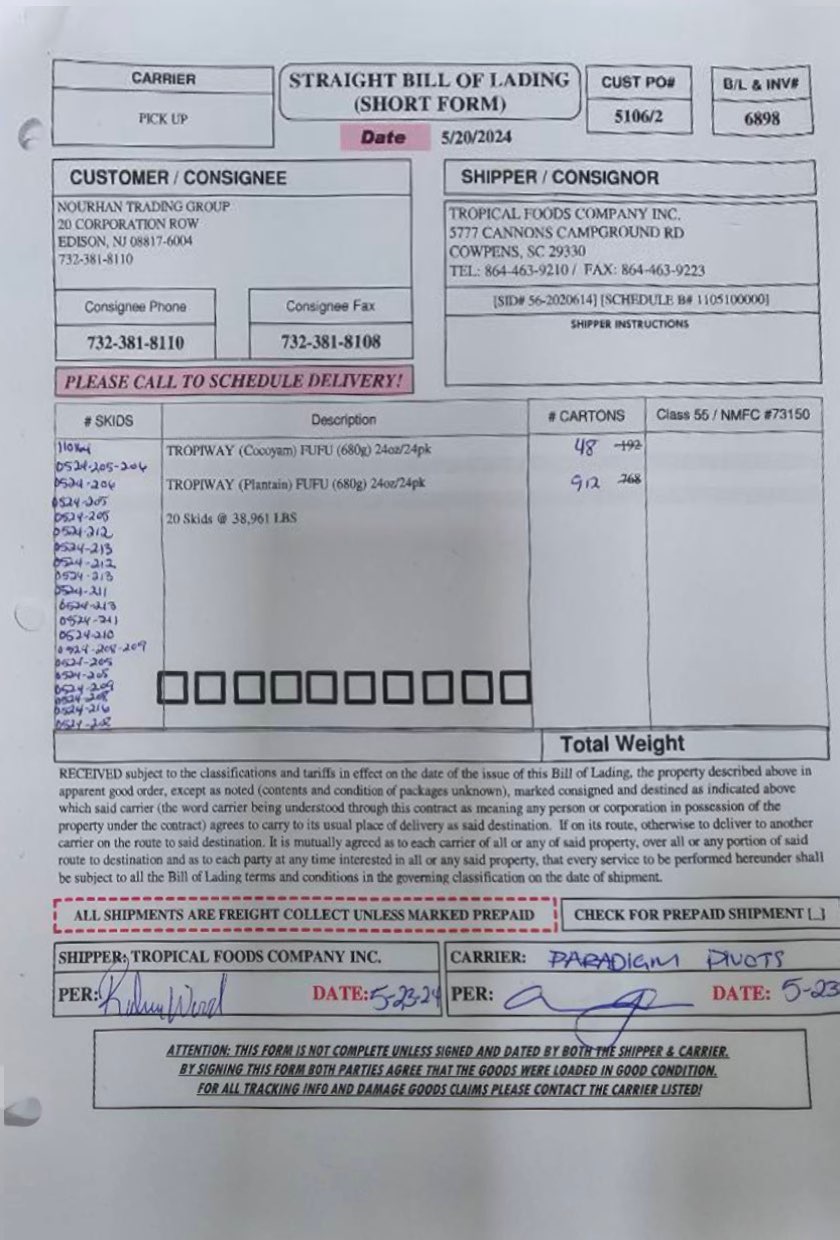 CARRIER
PICK UP
STRAIGHT BILL OF LADING
(SHORT FORM)
Date 5/20/2024
CUST PO#
5106/2
B/L & INV#
6898
CUSTOMER / CONSIGNEE
NOURHAN TRADING GROUP
20 CORPORATION ROW
EDISON, NJ 08817-6004
732-381-8110
Consignee Phone
732-381-8110
Consignee Fax
732-381-8108
PLEASE CALL TO SCHEDULE DELIVERY!
SHIPPER / CONSIGNOR
TROPICAL FOODS COMPANY INC.
5777 CANNONS CAMPGROUND RD
COWPENS, SC 29330
TEL: 864-463-9210 / FAX: 864-463-9223
[SID# 56-2020614] [SCHEDULE B# 1105100000]
SHIPPER INSTRUCTIONS
# SKIDS Description # CARTONS Class 55 / NMFC #73150
TROPIWAY (Cocoyam) FUFU (680g) 24oz/24pk 48 192
0524-205-206
0524-206 TROPIWAY (Plantain) FUFU (680g) 24oz/24pk 912 768
0524-205
0524-205 20 Skids @ 38,961 LBS
0524-212
0524-213
0524-212
0524-213
0524-211
0524-213
0524-211
0524-210
0524-208-209
0524-205
0524-205
0524-209
0524-208
0524-216
0524-208
Total Weight
RECEIVED subject to the classifications and tariffs in effect on the date of the issue of this Bill of Lading, the property described above in
apparent good order, except as noted (contents and condition of packages unknown), marked consigned and destined as indicated above
which said carrier (the word carrier being understood through this contract as meaning any person or corporation in possession of the
property under the contract) agrees to carry to its usual place of delivery as said destination. If on its route, otherwise to deliver to another
carrier on the route to said destination. It is mutually agreed as to each carrier of all or any of said property, over all or any portion of said
route to destination and as to each party at any time interested in all or any said property, that every service to be performed hereunder shall
be subject to all the Bill of Lading terms and conditions in the governing classification on the date of shipment.
ALL SHIPMENTS ARE FREIGHT COLLECT UNLESS MARKED PREPAID
CHECK FOR PREPAID SHIPMENT [_]
SHIPPER: TROPICAL FOODS COMPANY INC.
PER: DATE: 5-23-24
CARRIER: PARADIGM PIVOTS
PER: DATE: 5-23
ATTENTION: THIS FORM IS NOT COMPLETE UNLESS SIGNED AND DATED BY BOTH THE SHIPPER & CARRIER.
BY SIGNING THIS FORM BOTH PARTIES AGREE THAT THE GOODS WERE LOADED IN GOOD CONDITION.
FOR ALL TRACKING INFO AND DAMAGE GOODS CLAIMS PLEASE CONTACT THE CARRIER LISTED!